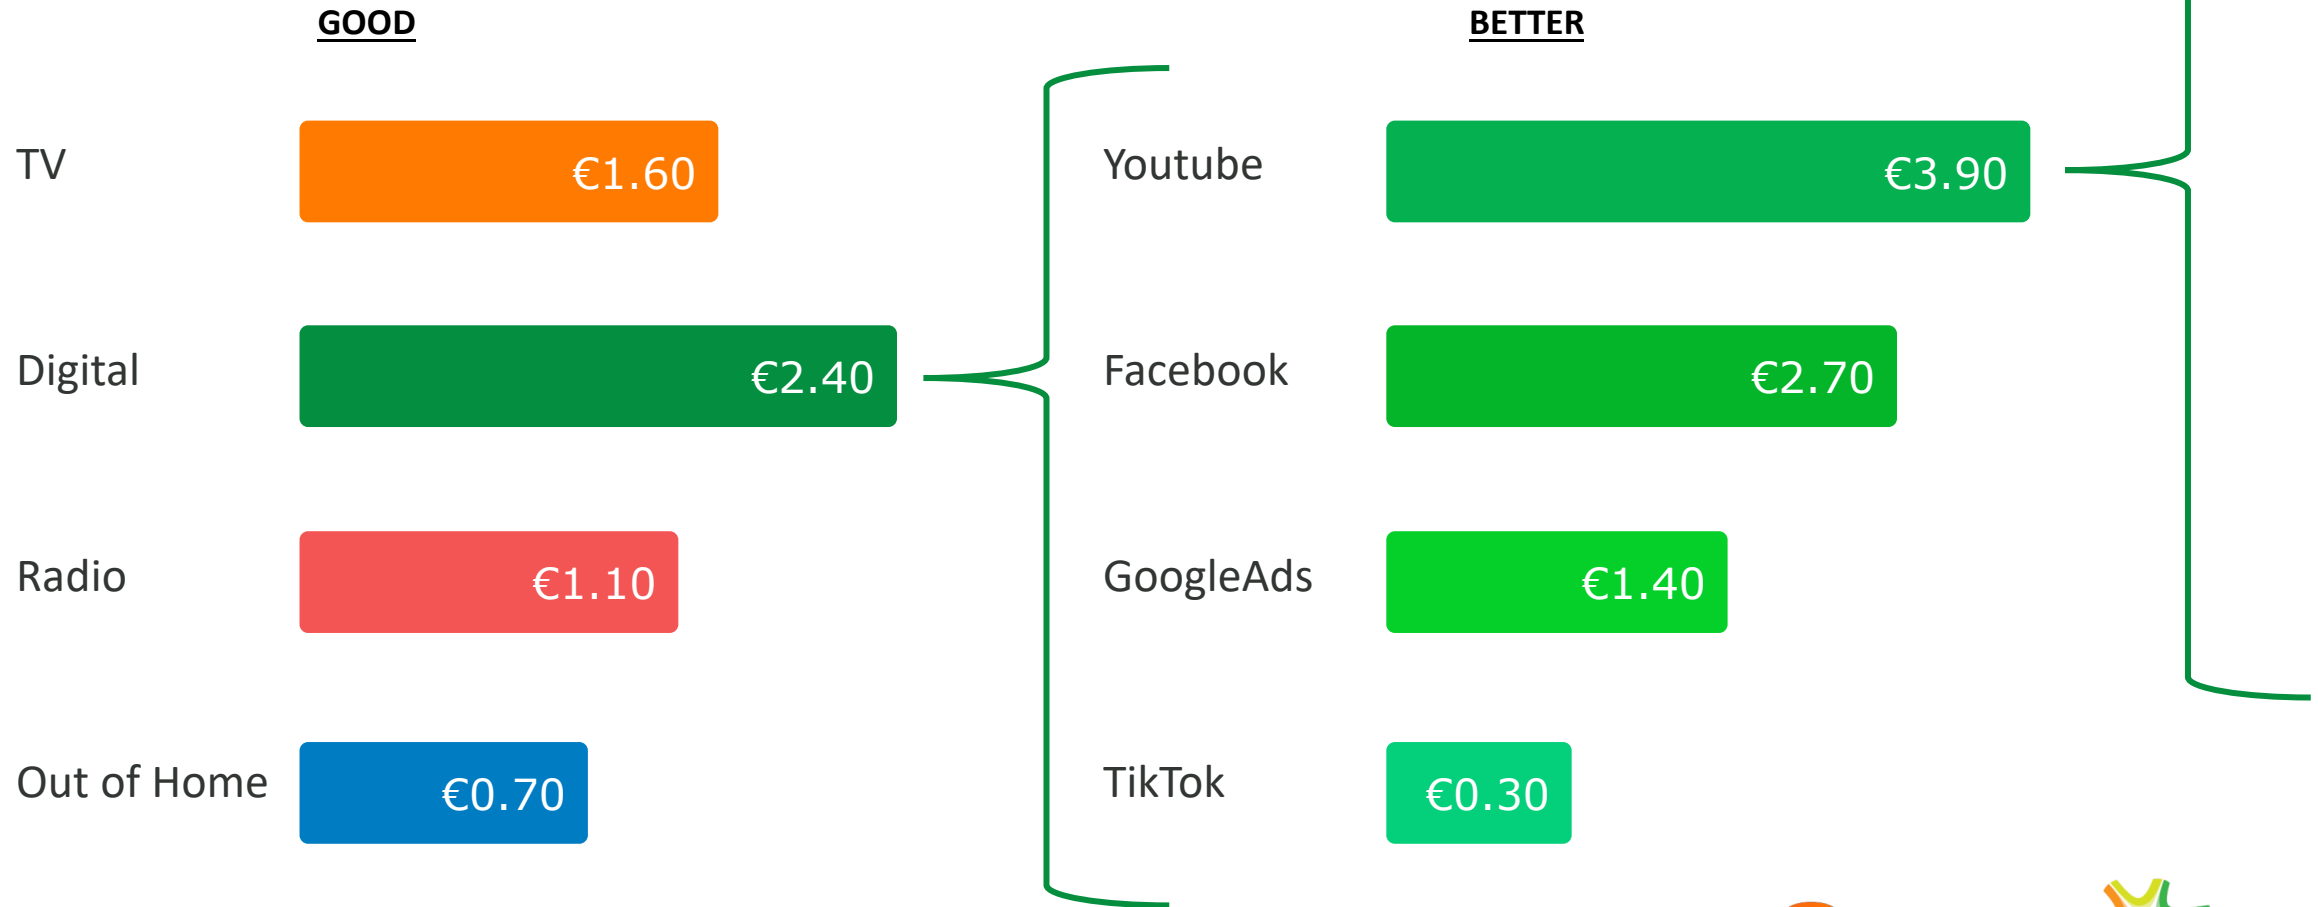 GOOD
BETTER
TV
€1.60
Youtube
€3.90
Digital
€2.40
Facebook
€2.70
Radio
€1.10
GoogleAds
€1.40
Out of Home
€0.70
TikTok
€0.30